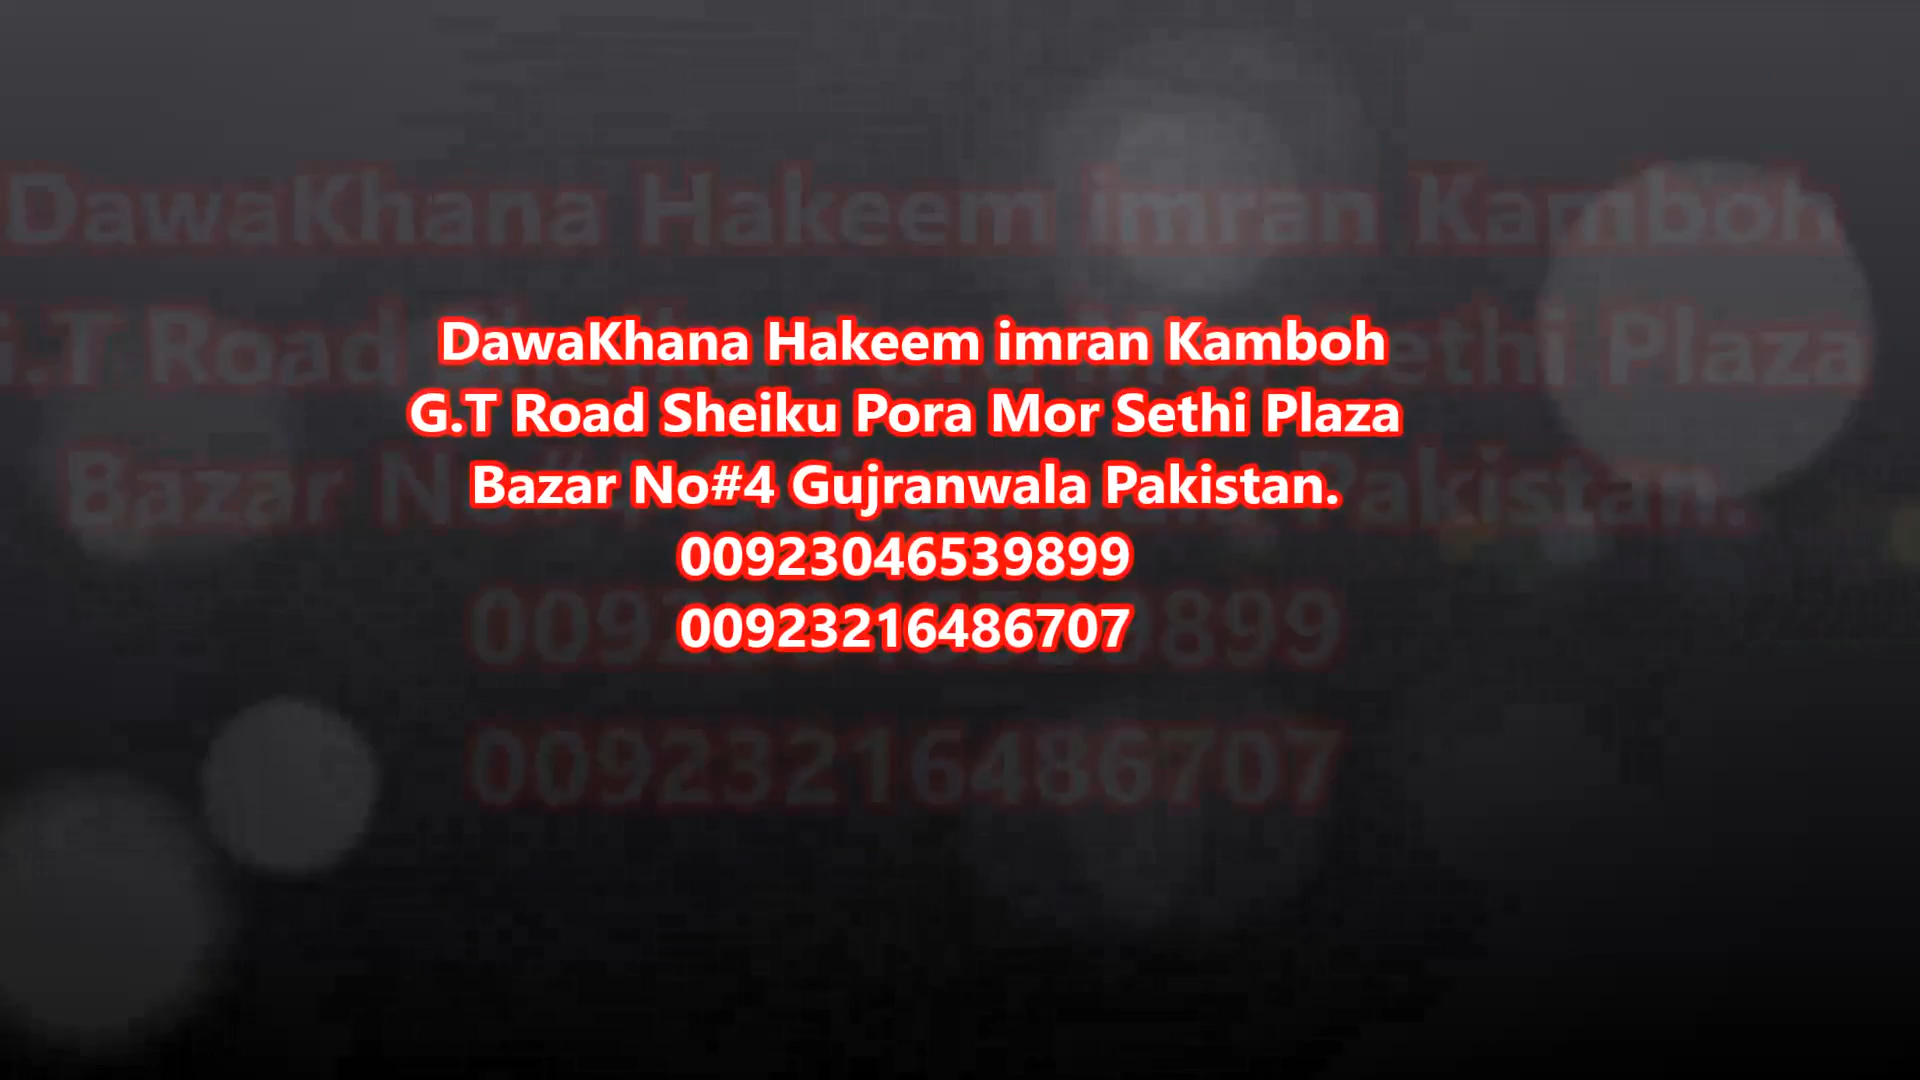 DawaKhana Hakeem imran Kamboh
G.T Road Sheiku Pora Mor Sethi Plaza
Bazar No#4 Gujranwala Pakistan.
00923046539899
00923216486707